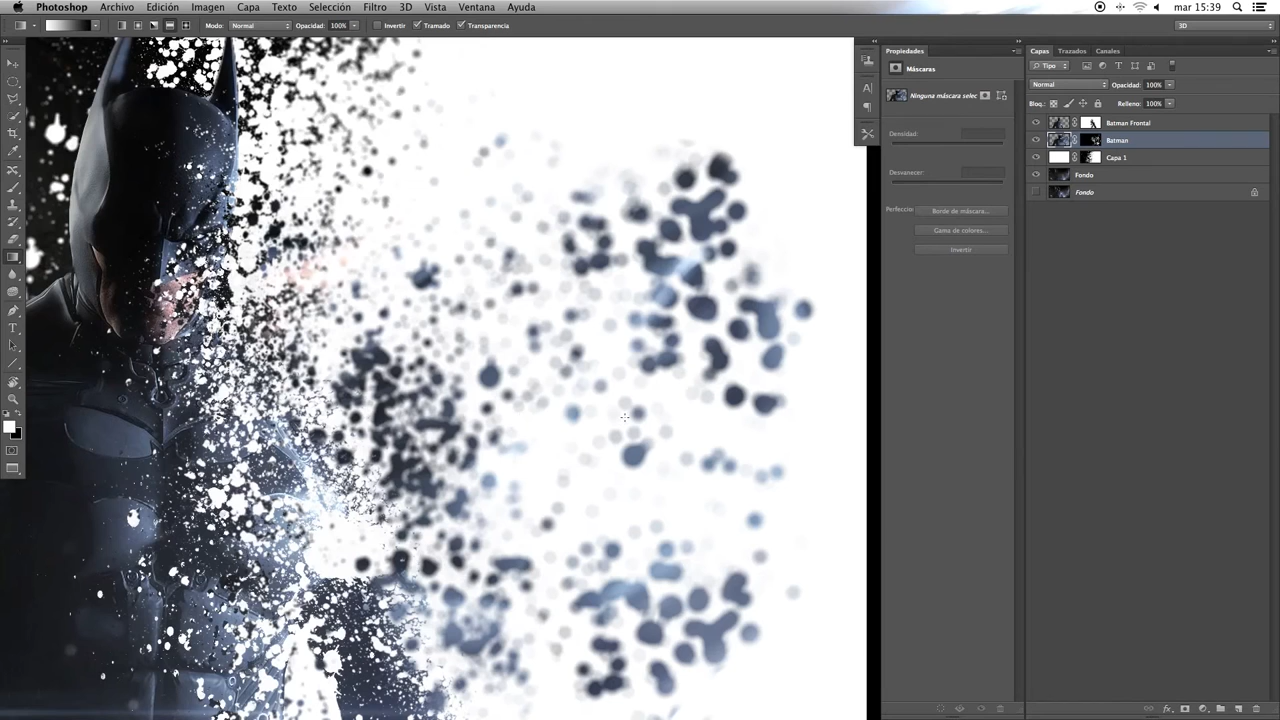 Photoshop Archivo Edición Imagen Capa Texto Selección Filtro 3D Vista Ventana Ayuda mar 15:39
Modo: Normal Opacidad: 100% Invertir Tramado Transparencia 3D
Propiedades
Máscaras
Ninguna máscara selec
Densidad:
Desvanecer:
Perfeccio:
Borde de máscara...
Gama de colores...
Invertir
Capas Trazados Canales
Tipo
Normal Opacidad: 100%
Bloq.: Relleno: 100%
Batman Frontal
Batman
Capa 1
Fondo
Fondo